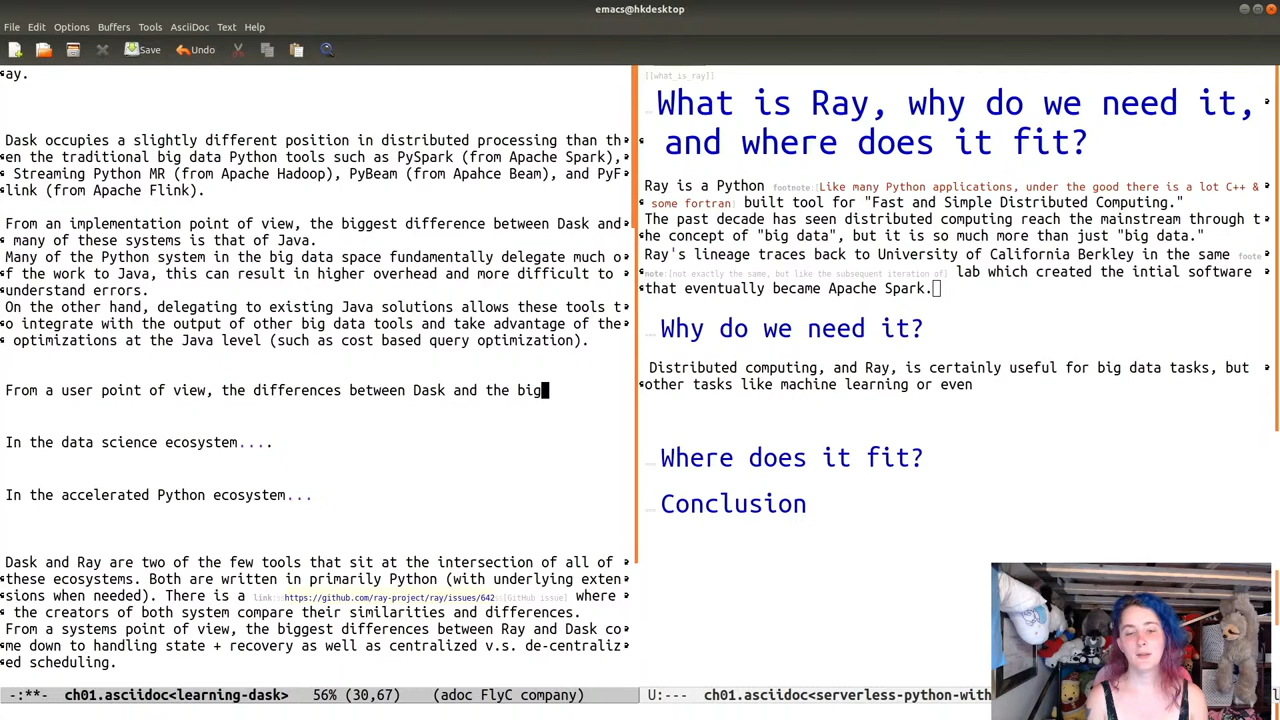 emacs@hkdesktop
File Edit Options Buffers Tools AsciiDoc Text Help
Save Undo
ay.
Dask occupies a slightly different position in distributed processing than th
en the traditional big data Python tools such as PySpark (from Apache Spark),
Streaming Python MR (from Apache Hadoop), PyBeam (from Apahce Beam), and PyF
link (from Apache Flink).
From an implementation point of view, the biggest difference between Dask and
many of these systems is that of Java.
Many of the Python system in the big data space fundamentally delegate much o
f the work to Java, this can result in higher overhead and more difficult to
understand errors.
On the other hand, delegating to existing Java solutions allows these tools t
o integrate with the output of other big data tools and take advantage of the
optimizations at the Java level (such as cost based query optimization).
From a user point of view, the differences between Dask and the big
In the data science ecosystem....
In the accelerated Python ecosystem...
Dask and Ray are two of the few tools that sit at the intersection of all of
these ecosystems. Both are written in primarily Python (with underlying exten
sions when needed). There is a link:https://github.com/ray-project/ray/issues/642[GitHub issue] where
the creators of both system compare their similarities and differences.
From a systems point of view, the biggest differences between Ray and Dask co
me down to handling state + recovery as well as centralized v.s. de-centraliz
ed scheduling.
-:**- ch01.asciidoc<learning-dask> 56% (30,67) (adoc FlyC company)
[[what_is_ray]]
What is Ray, why do we need it,
and where does it fit?
Ray is a Python footnote:[Like many Python applications, under the good there is a lot C++ &
some fortran] built tool for "Fast and Simple Distributed Computing."
The past decade has seen distributed computing reach the mainstream through t
he concept of "big data", but it is so much more than just "big data."
Ray's lineage traces back to University of California Berkley in the same foote
note:[not exactly the same, but like the subsequent iteration of] lab which created the intial software
that eventually became Apache Spark.
Why do we need it?
Distributed computing, and Ray, is certainly useful for big data tasks, but
other tasks like machine learning or even
Where does it fit?
Conclusion
U:--- ch01.asciidoc<serverless-python-with